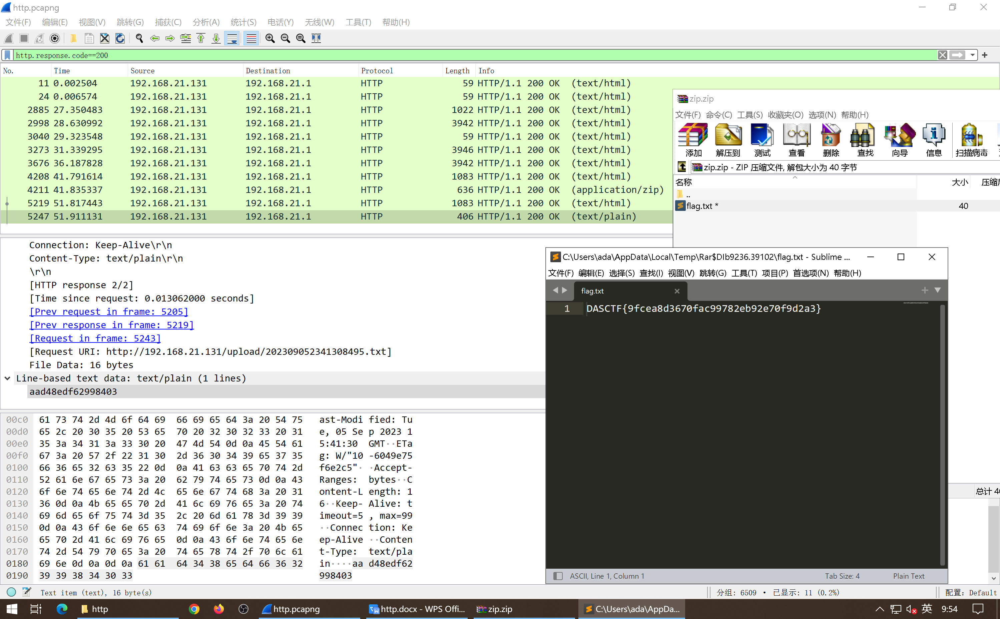 http.pcapng
文件(F) 编辑(E) 视图(V) 跳转(G) 捕获(C) 分析(A) 统计(S) 电话(Y) 无线(W) 工具(T) 帮助(H)
http.response.code==200
No. Time Source Destination Protocol Length Info
11 0.002504 192.168.21.131 192.168.21.1 HTTP 59 HTTP/1.1 200 OK (text/html)
24 0.006574 192.168.21.131 192.168.21.1 HTTP 59 HTTP/1.1 200 OK (text/html)
2885 27.350483 192.168.21.131 192.168.21.1 HTTP 1022 HTTP/1.1 200 OK (text/html)
2998 28.630992 192.168.21.131 192.168.21.1 HTTP 3942 HTTP/1.1 200 OK (text/html)
3040 29.323548 192.168.21.131 192.168.21.1 HTTP 59 HTTP/1.1 200 OK (text/html)
3273 31.339295 192.168.21.131 192.168.21.1 HTTP 3946 HTTP/1.1 200 OK (text/html)
3676 36.187828 192.168.21.131 192.168.21.1 HTTP 3942 HTTP/1.1 200 OK (text/html)
4208 41.791614 192.168.21.131 192.168.21.1 HTTP 1083 HTTP/1.1 200 OK (text/html)
4211 41.835337 192.168.21.131 192.168.21.1 HTTP 636 HTTP/1.1 200 OK (application/zip)
5219 51.817443 192.168.21.131 192.168.21.1 HTTP 1083 HTTP/1.1 200 OK (text/html)
5247 51.911131 192.168.21.131 192.168.21.1 HTTP 406 HTTP/1.1 200 OK (text/plain)
zip.zip
文件(F) 命令(C) 工具(S) 收藏夹(O) 选项(N) 帮助(H)
添加 解压到 测试 查看 删除 查找 向导 信息 扫描病毒
zip.zip - ZIP 压缩文件, 解包大小为 40 字节
名称 大小 压缩后
..
flag.txt * 40
总计 40
Connection: Keep-Alive\r\n
Content-Type: text/plain\r\n
\r\n
[HTTP response 2/2]
[Time since request: 0.013062000 seconds]
[Prev request in frame: 5205]
[Prev response in frame: 5219]
[Request in frame: 5243]
[Request URI: http://192.168.21.131/upload/202309052341308495.txt]
File Data: 16 bytes
Line-based text data: text/plain (1 lines)
aad48edf62998403
C:\Users\ada\AppData\Local\Temp\Rar$DIb9236.39102\flag.txt - Sublime ...
文件(F) 编辑(E) 选择(S) 查找(I) 视图(V) 跳转(G) 工具(T) 项目(P) 首选项(N) 帮助(H)
flag.txt
1 DASCTF{9fcea8d3670fac99782eb92e70f9d2a3}
ASCII, Line 1, Column 1 Tab Size: 4 Plain Text
00c0 61 73 74 2d 4d 6f 64 69 66 69 65 64 3a 20 54 75 ast-Modi fied: Tu
00d0 65 2c 20 30 35 20 53 65 70 20 32 30 32 33 20 31 e, 05 Se p 2023 1
00e0 35 3a 34 31 3a 33 30 20 47 4d 54 0d 0a 45 54 61 5:41:30 GMT··ETa
00f0 67 3a 20 57 2f 22 31 30 2d 36 30 34 39 65 37 35 g: W/"10 -6049e75
0100 66 36 65 32 63 35 22 0d 0a 41 63 63 65 70 74 2d f6e2c5"· ·Accept-
0110 52 61 6e 67 65 73 3a 20 62 79 74 65 73 0d 0a 43 Ranges: bytes··C
0120 6f 6e 74 65 6e 74 2d 4c 65 6e 67 74 68 3a 20 31 ontent-L ength: 1
0130 36 0d 0a 4b 65 65 70 2d 41 6c 69 76 65 3a 20 74 6··Keep- Alive: t
0140 69 6d 65 6f 75 74 3d 35 2c 20 6d 61 78 3d 39 39 imeout=5 , max=99
0150 0d 0a 43 6f 6e 6e 65 63 74 69 6f 6e 3a 20 4b 65 ··Connec tion: Ke
0160 65 70 2d 41 6c 69 76 65 0d 0a 43 6f 6e 74 65 6e ep-Alive ··Conten
0170 74 2d 54 79 70 65 3a 20 74 65 78 74 2f 70 6c 61 t-Type: text/pla
0180 69 6e 0d 0a 0d 0a 61 61 64 34 38 65 64 66 36 32 in····aa d48edf62
0190 39 39 38 34 30 33 998403
Text item (text), 16 byte(s) 分组: 6509 · 已显示: 11 (0.2%) 配置: Default
http http.pcapng http.docx - WPS Offi... zip.zip C:\Users\ada\AppDa... 英 9:54